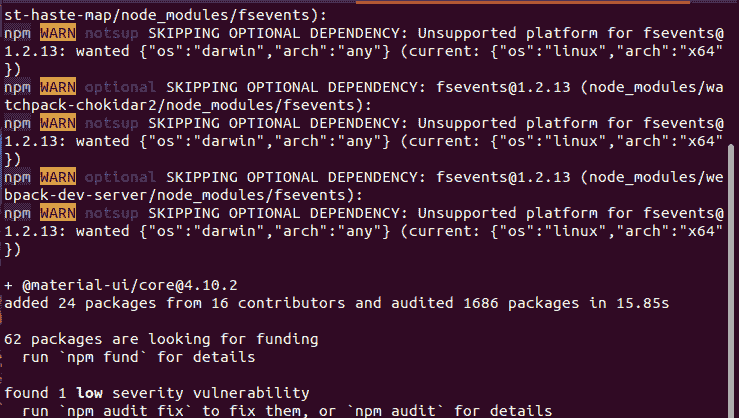 st-haste-map/node_modules/fsevents):
npm WARN notsup SKIPPING OPTIONAL DEPENDENCY: Unsupported platform for fsevents@
1.2.13: wanted {"os":"darwin","arch":"any"} (current: {"os":"linux","arch":"x64"
})
npm WARN optional SKIPPING OPTIONAL DEPENDENCY: fsevents@1.2.13 (node_modules/wa
tchpack-chokidar2/node_modules/fsevents):
npm WARN notsup SKIPPING OPTIONAL DEPENDENCY: Unsupported platform for fsevents@
1.2.13: wanted {"os":"darwin","arch":"any"} (current: {"os":"linux","arch":"x64"
})
npm WARN optional SKIPPING OPTIONAL DEPENDENCY: fsevents@1.2.13 (node_modules/we
bpack-dev-server/node_modules/fsevents):
npm WARN notsup SKIPPING OPTIONAL DEPENDENCY: Unsupported platform for fsevents@
1.2.13: wanted {"os":"darwin","arch":"any"} (current: {"os":"linux","arch":"x64"
})
+ @material-ui/core@4.10.2
added 24 packages from 16 contributors and audited 1686 packages in 15.85s
62 packages are looking for funding
run `npm fund` for details
found 1 low severity vulnerability
run `npm audit fix` to fix them, or `npm audit` for details